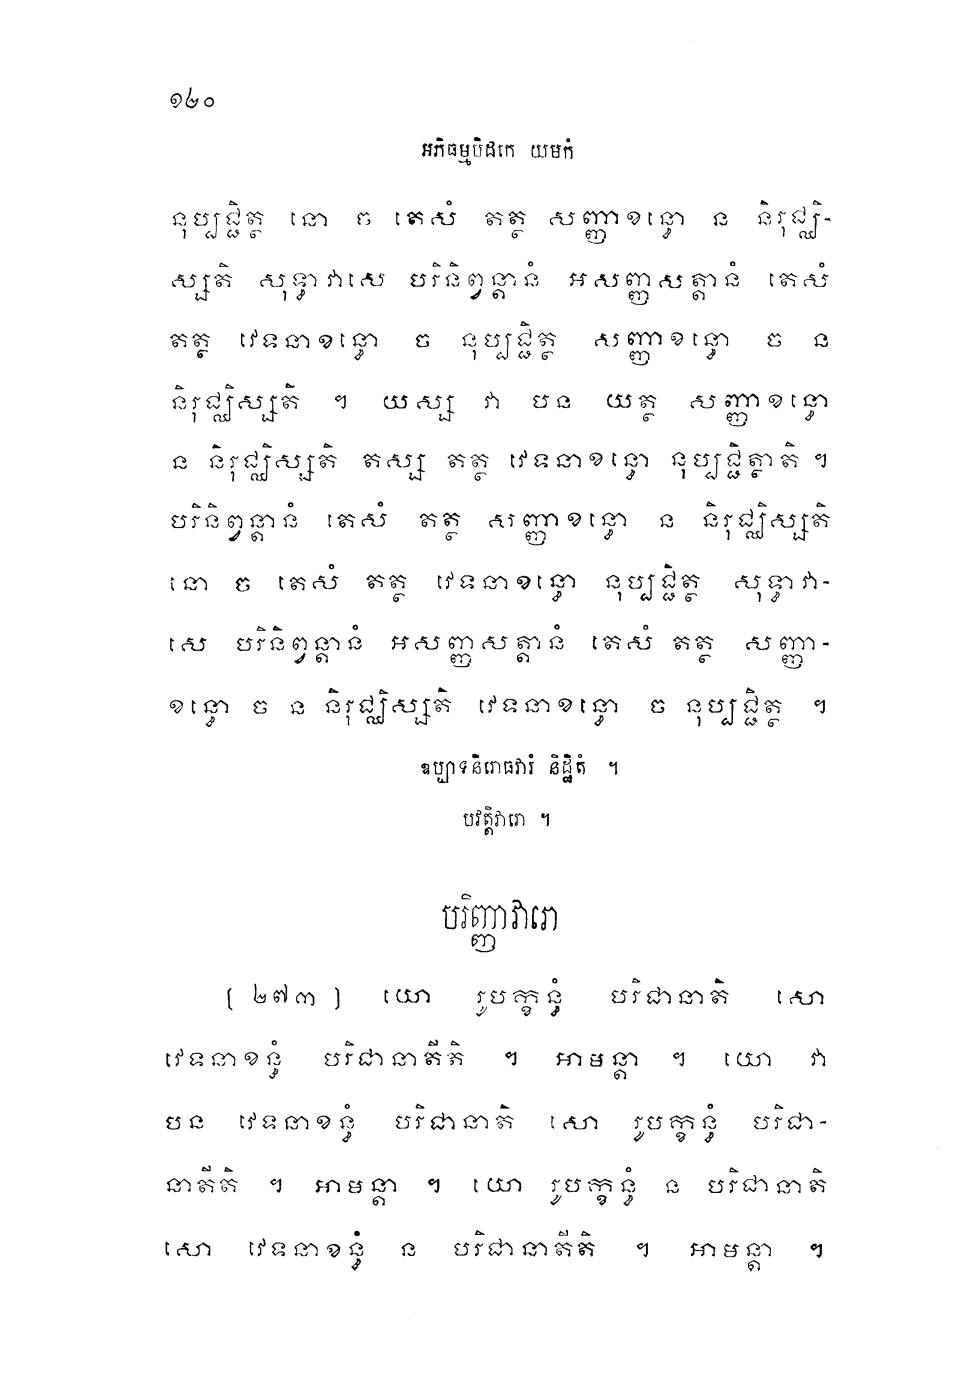 ១២០
អភិធម្មបិដកេ យមកំ
នុប្បជ្ជិត្ថ នោ ច តេសំ តត្ថ សញ្ញាខន្ធោ ន និរុជ្ឈិ-
ស្សតិ សុទ្ធាវាសេ បរិនិព្វន្តានំ អសញ្ញសត្តានំ តេសំ
តត្ថ វេទនាខន្ធោ ច នុប្បជ្ជិត្ថ សញ្ញាខន្ធោ ច ន
និរុជ្ឈិស្សតិ ។ យស្ស វា បន យត្ថ សញ្ញាខន្ធោ
ន និរុជ្ឈិស្សតិ តស្ស តត្ថ វេទនាខន្ធោ នុប្បជ្ជិត្ថាតិ ។
បរិនិព្វន្តានំ តេសំ តត្ថ សញ្ញាខន្ធោ ន និរុជ្ឈិស្សតិ
នោ ច តេសំ តត្ថ វេទនាខន្ធោ នុប្បជ្ជិត្ថ សុទ្ធាវា-
សេ បរិនិព្វន្តានំ អសញ្ញសត្តានំ តេសំ តត្ថ សញ្ញា-
ខន្ធោ ច ន និរុជ្ឈិស្សតិ វេទនាខន្ធោ ច នុប្បជ្ជិត្ថ ។
ឧប្បាទនិរោធវារំ និដ្ឋិតំ ។
បវត្តិវារោ ។
បរិញ្ញាវារោ
( ២៧៣ ) យោ រូបក្ខន្ធំ បរិជានាតិ សោ
វេទនាខន្ធំ បរិជានាតីតិ ។ អាមន្តា ។ យោ វា
បន វេទនាខន្ធំ បរិជានាតិ សោ រូបក្ខន្ធំ បរិជា-
នាតីតិ ។ អាមន្តា ។ យោ រូបក្ខន្ធំ ន បរិជានាតិ
សោ វេទនាខន្ធំ ន បរិជានាតីតិ ។ អាមន្តា ។